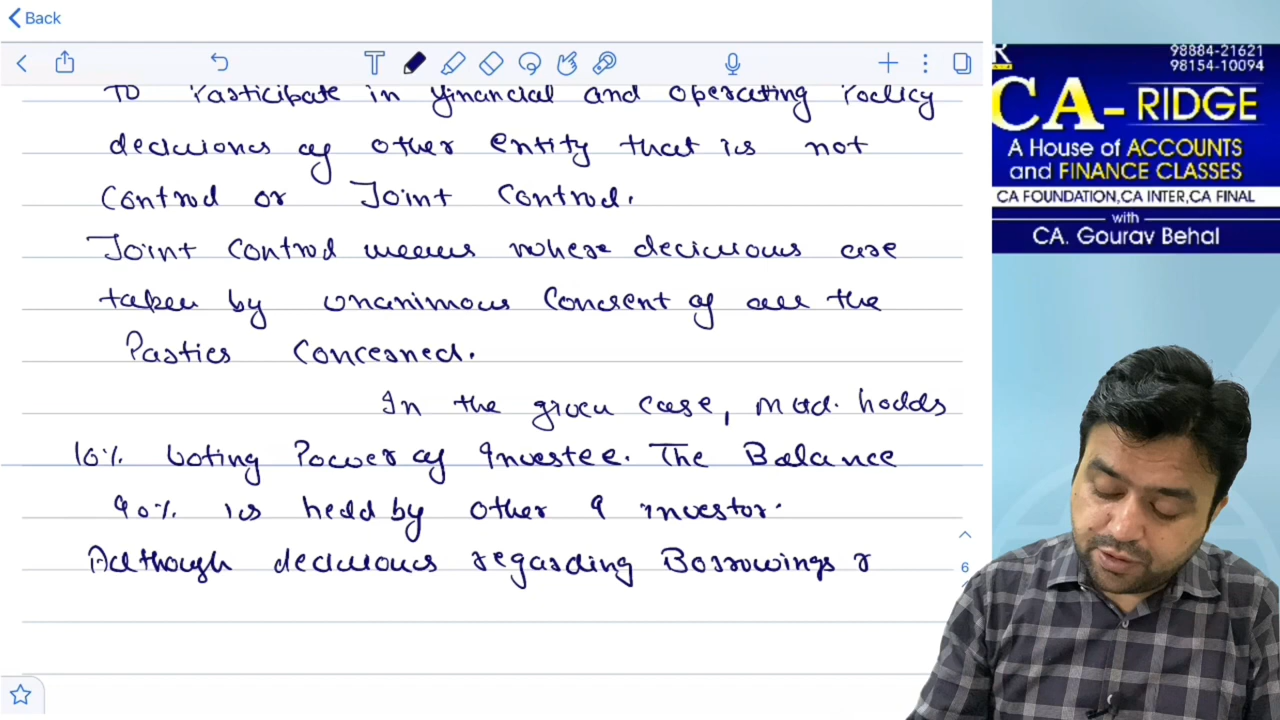 Back
To Participate in financial and operating Policy
decisions of other entity that is not
Control or Joint Control.
Joint Control means where decisions are
taken by unanimous Consent of all the
Parties Concerned.
In the given case, M Ltd. holds
10% Voting Power of Investee. The Balance
90% is held by other 9 investor.
Although decisions regarding Borrowings
6
98884-21621
98154-10094
CA- RIDGE
A House of ACCOUNTS
and FINANCE CLASSES
CA FOUNDATION,CA INTER,CA FINAL
with
CA. Gourav Behal